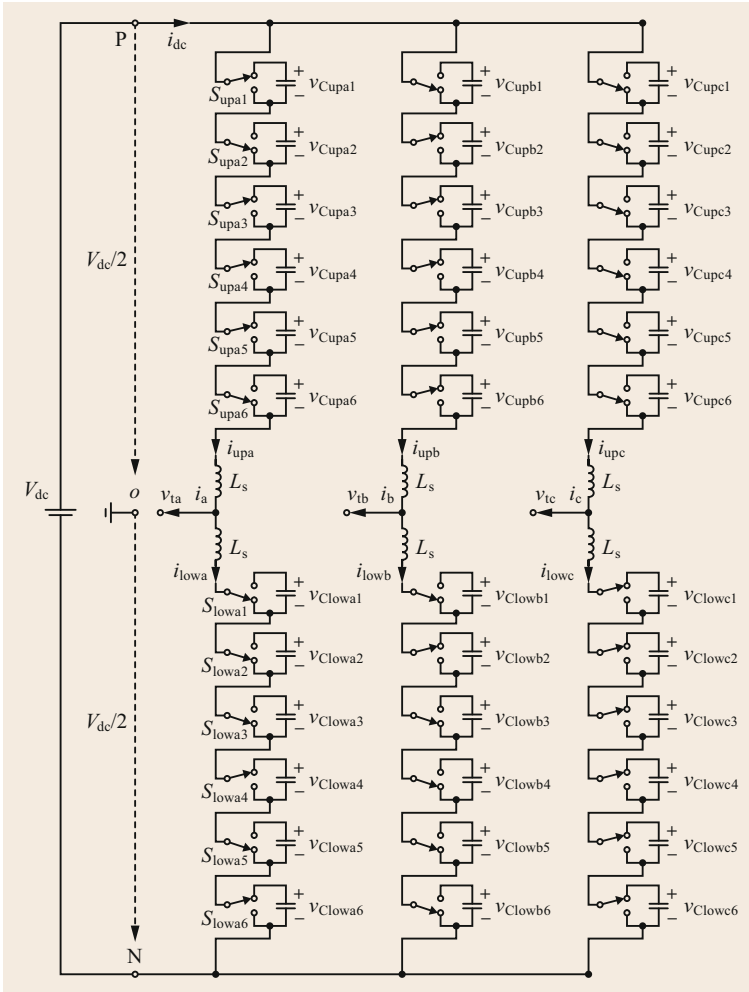 P
i_dc
S_upa1 v_Cupa1 v_Cupb1 v_Cupc1
S_upa2 v_Cupa2 v_Cupb2 v_Cupc2
S_upa3 v_Cupa3 v_Cupb3 v_Cupc3
V_dc/2
S_upa4 v_Cupa4 v_Cupb4 v_Cupc4
S_upa5 v_Cupa5 v_Cupb5 v_Cupc5
S_upa6 v_Cupa6 v_Cupb6 v_Cupc6
i_upa i_upb i_upc
L_s L_s L_s
V_dc o v_ta i_a v_tb i_b v_tc i_c
L_s L_s L_s
i_lowa i_lowb i_lowc
S_lowa1 v_Clowa1 v_Clowb1 v_Clowc1
S_lowa2 v_Clowa2 v_Clowb2 v_Clowc2
V_dc/2
S_lowa3 v_Clowa3 v_Clowb3 v_Clowc3
S_lowa4 v_Clowa4 v_Clowb4 v_Clowc4
S_lowa5 v_Clowa5 v_Clowb5 v_Clowc5
S_lowa6 v_Clowa6 v_Clowb6 v_Clowc6
N